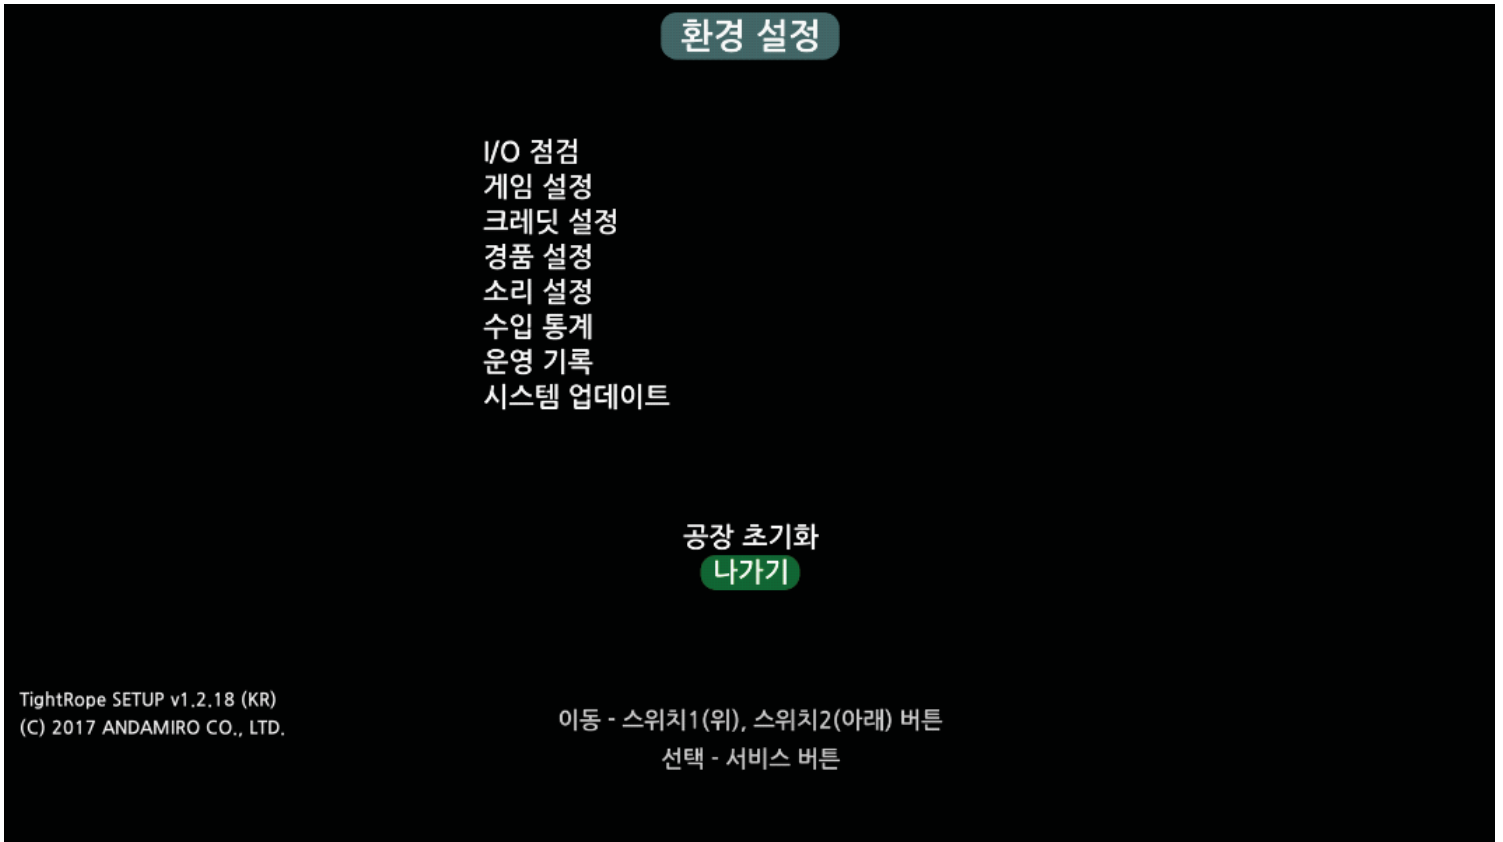 환경 설정
I/O 점검
게임 설정
크레딧 설정
경품 설정
소리 설정
수입 통계
운영 기록
시스템 업데이트
공장 초기화
나가기
TightRope SETUP v1.2.18 (KR)
(C) 2017 ANDAMIRO CO., LTD.
이동 - 스위치1(위), 스위치2(아래) 버튼
선택 - 서비스 버튼